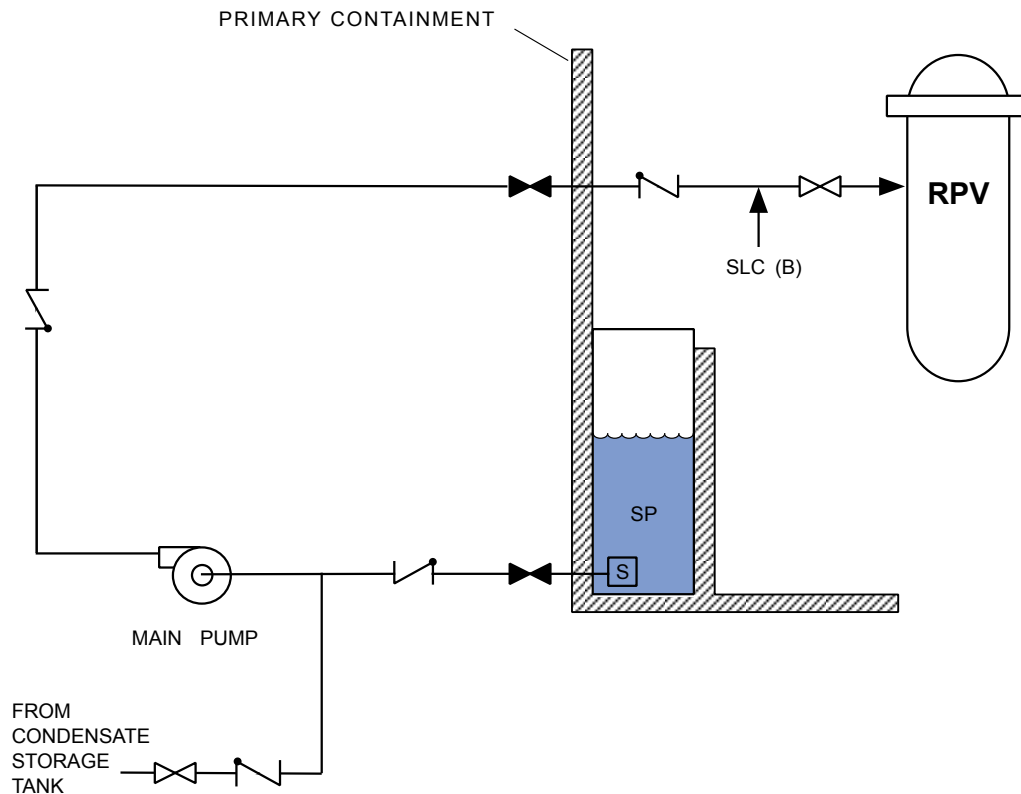 PRIMARY CONTAINMENT
RPV
SLC (B)
SP
S
MAIN PUMP
FROM
CONDENSATE
STORAGE
TANK